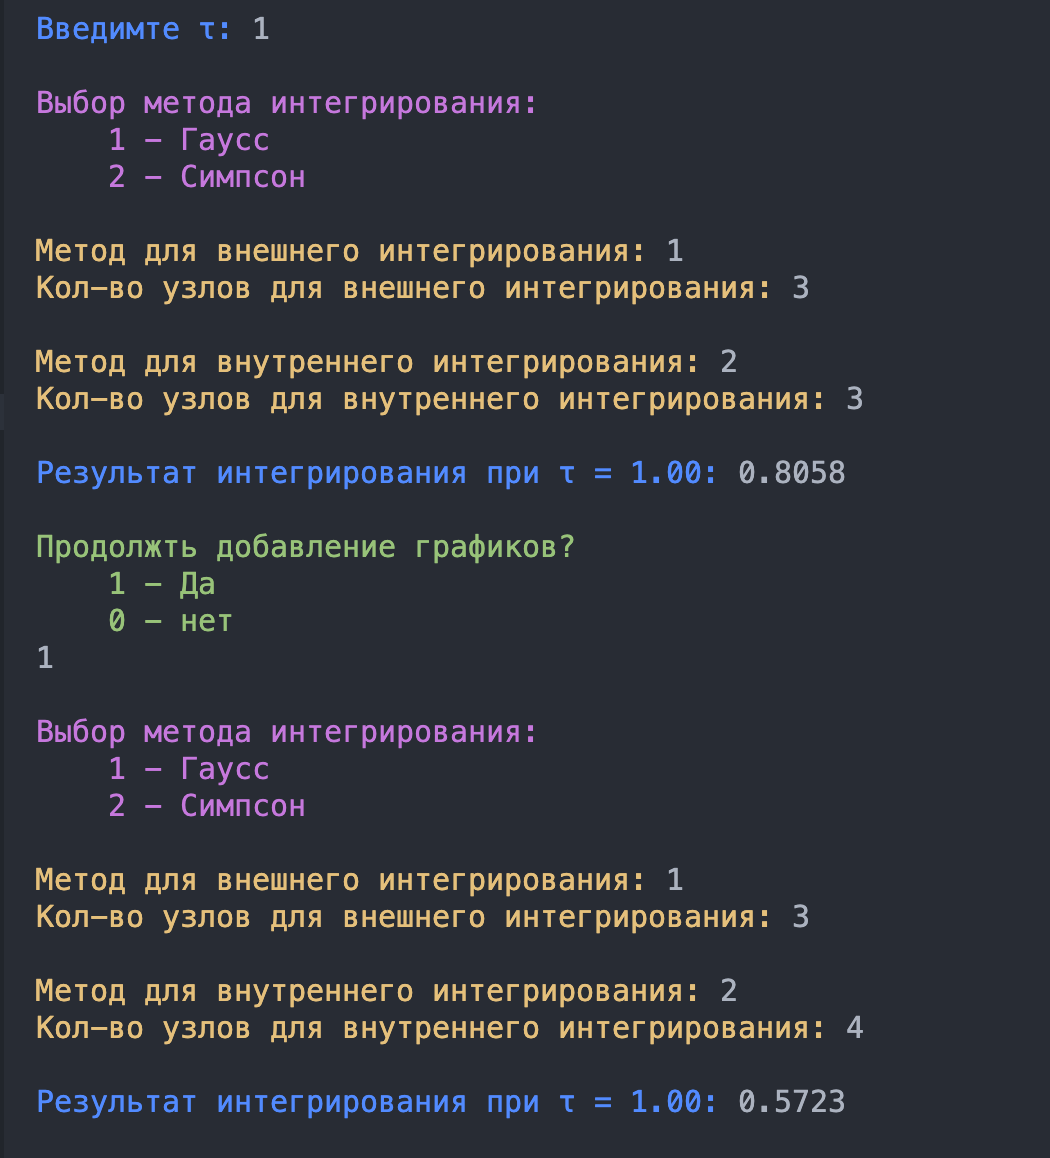 Введимте τ: 1
Выбор метода интегрирования:
1 – Гаусс
2 – Симпсон
Метод для внешнего интегрирования: 1
Кол-во узлов для внешнего интегрирования: 3
Метод для внутреннего интегрирования: 2
Кол-во узлов для внутреннего интегрирования: 3
Результат интегрирования при τ = 1.00: 0.8058
Продолжть добавление графиков?
1 – Да
0 – нет
1
Выбор метода интегрирования:
1 – Гаусс
2 – Симпсон
Метод для внешнего интегрирования: 1
Кол-во узлов для внешнего интегрирования: 3
Метод для внутреннего интегрирования: 2
Кол-во узлов для внутреннего интегрирования: 4
Результат интегрирования при τ = 1.00: 0.5723